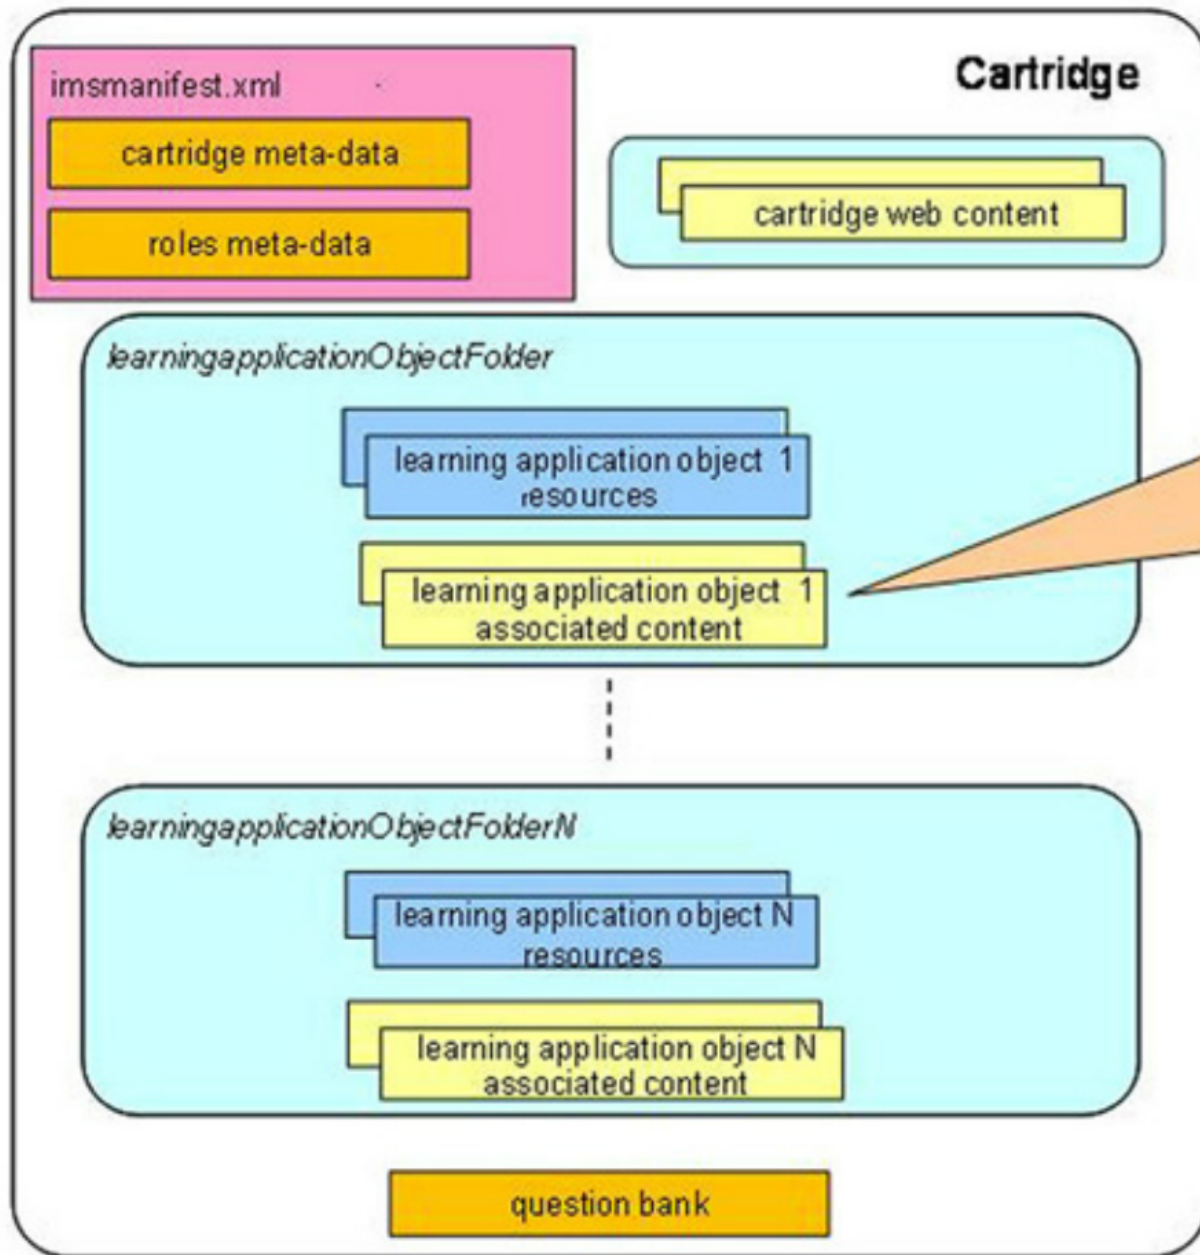 Cartridge
imsmanifest.xml
cartridge meta-data
roles meta-data
cartridge web content
learningapplicationObjectFolder
learning application object 1
resources
learning application object 1
associated content
learningapplicationObjectFolderN
learning application object N
resources
learning application object N
associated content
question bank